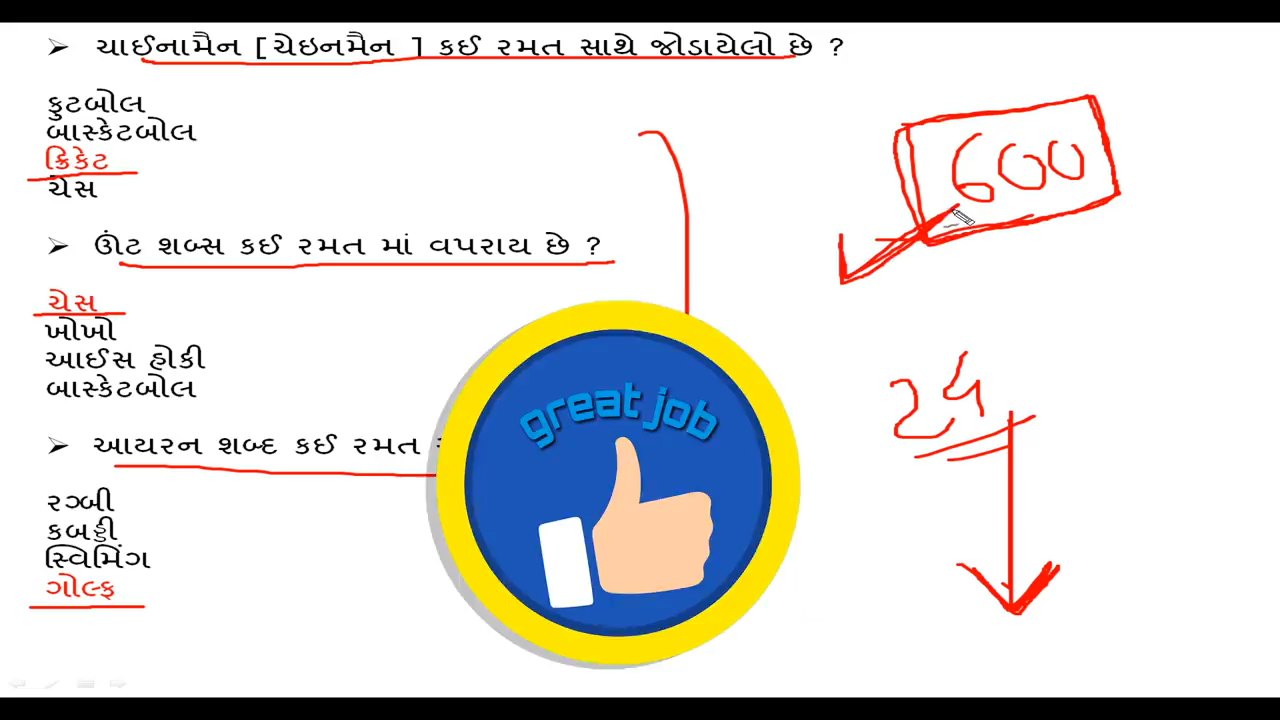 ➢ ચાઈનામૈન [ચેઇનમૈન ] કઈ રમત સાથે જોડાયેલો છે ?
ફુટબોલ
બાસ્કેટબોલ
ક્રિકેટ
ચેસ
➢ ઊંટ શબ્સ કઈ રમત માં વપરાય છે ?
ચેસ
ખોખો
આઈસ હોકી
બાસ્કેટબોલ
➢ આયરન શબ્દ કઈ રમત
રગ્બી
કબડ્ડી
સ્વિમિંગ
ગોલ્ફ
great job
600
24